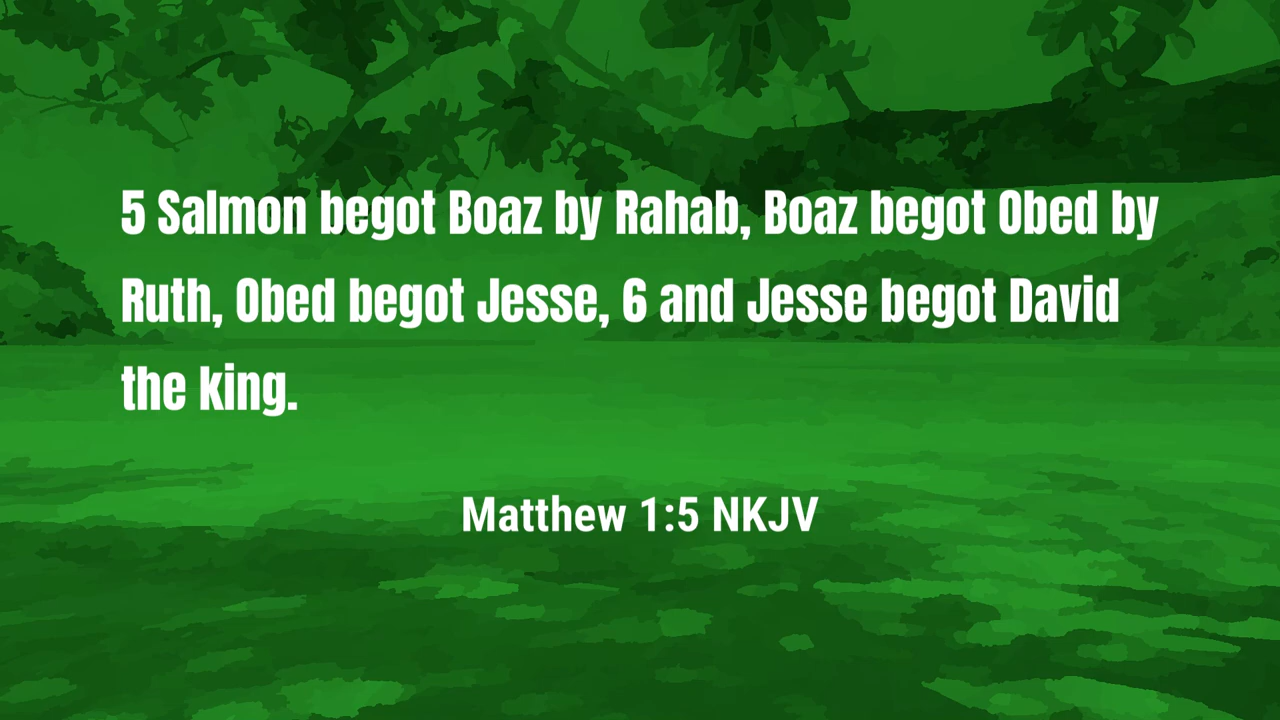 5 Salmon begot Boaz by Rahab, Boaz begot Obed by
Ruth, Obed begot Jesse, 6 and Jesse begot David
the king.
Matthew 1:5 NKJV